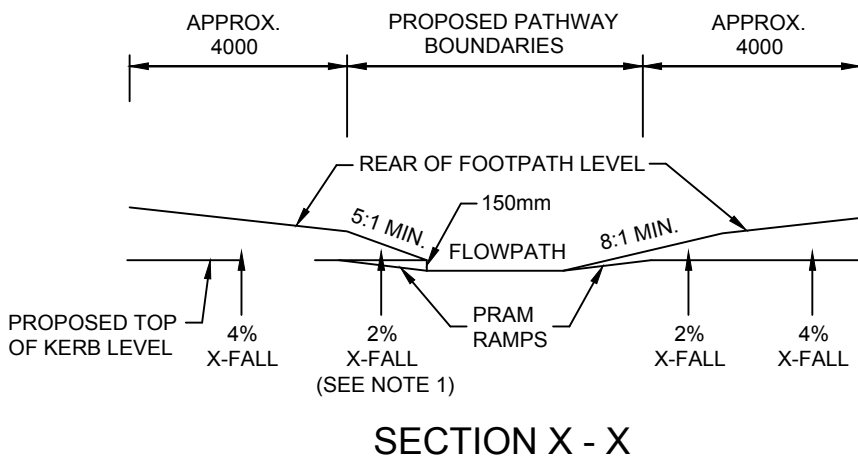 APPROX.
4000
PROPOSED PATHWAY
BOUNDARIES
APPROX.
4000
REAR OF FOOTPATH LEVEL
5:1 MIN.
150mm
FLOWPATH
8:1 MIN.
PROPOSED TOP
OF KERB LEVEL
4%
X-FALL
2%
X-FALL
(SEE NOTE 1)
PRAM
RAMPS
2%
X-FALL
4%
X-FALL
SECTION X - X